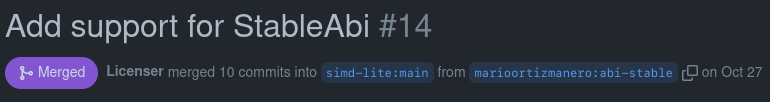 Add support for StableAbi #14
Merged Licenser merged 10 commits into simd-lite:main from marioortizmanero:abi-stable on Oct 27